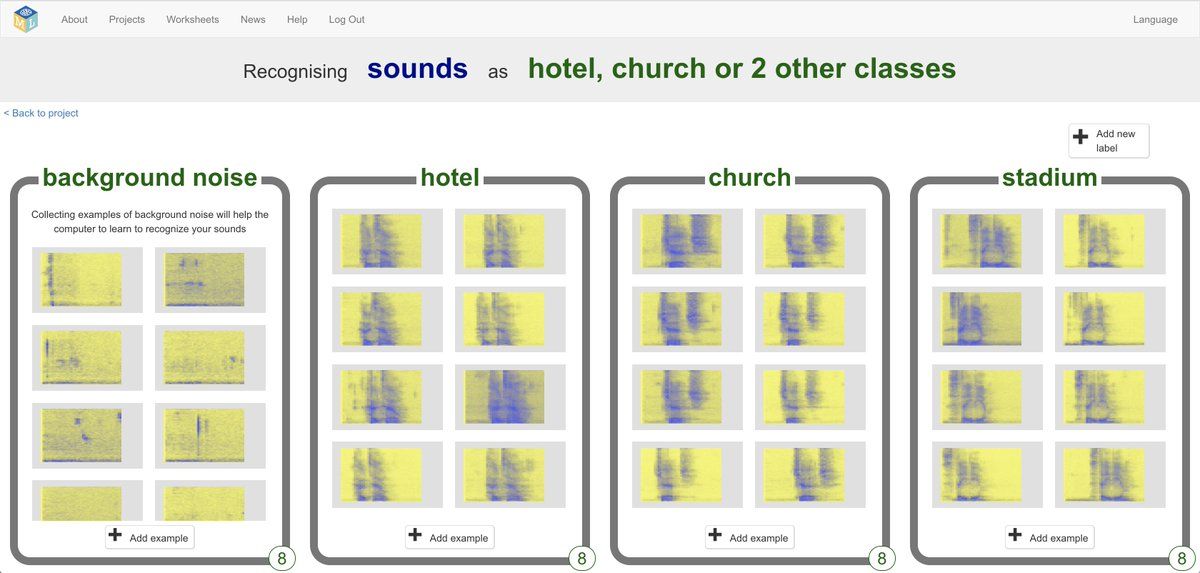 ML
About Projects Worksheets News Help Log Out Language
Recognising sounds as hotel, church or 2 other classes
< Back to project
Add new
label
background noise
Collecting examples of background noise will help the
computer to learn to recognize your sounds
Add example
8
hotel
Add example
8
church
Add example
8
stadium
Add example
8